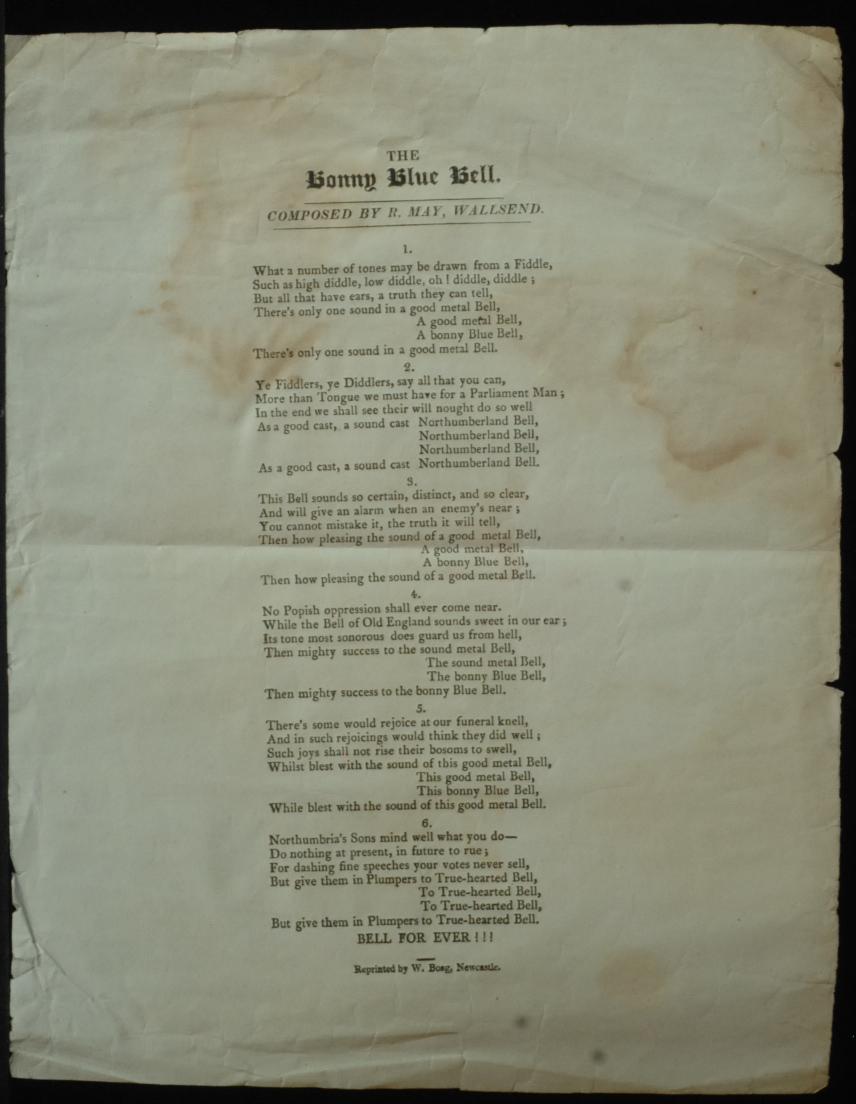 THE
Bonny Blue Bell.
COMPOSED BY R. MAY, WALLSEND.
1.
What a number of tones may be drawn from a Fiddle,
Such as high diddle, low diddle, oh ! diddle, diddle ;
But all that have ears, a truth they can tell,
There's only one sound in a good metal Bell,
A good metal Bell,
A bonny Blue Bell,
There's only one sound in a good metal Bell.
2.
Ye Fiddlers, ye Diddlers, say all that you can,
More than Tongue we must have for a Parliament Man ;
In the end we shall see their will nought do so well
As a good cast, a sound cast Northumberland Bell,
Northumberland Bell,
Northumberland Bell,
As a good cast, a sound cast Northumberland Bell.
3.
This Bell sounds so certain, distinct, and so clear,
And will give an alarm when an enemy's near ;
You cannot mistake it, the truth it will tell,
Then how pleasing the sound of a good metal Bell,
A good metal Bell,
A bonny Blue Bell,
Then how pleasing the sound of a good metal Bell.
4.
No Popish oppression shall ever come near.
While the Bell of Old England sounds sweet in our ear ;
Its tone most sonorous does guard us from hell,
Then mighty success to the sound metal Bell,
The sound metal Bell,
The bonny Blue Bell,
Then mighty success to the bonny Blue Bell.
5.
There's some would rejoice at our funeral knell,
And in such rejoicings would think they did well ;
Such joys shall not rise their bosoms to swell,
Whilst blest with the sound of this good metal Bell,
This good metal Bell,
This bonny Blue Bell,
While blest with the sound of this good metal Bell.
6.
Northumbria's Sons mind well what you do—
Do nothing at present, in future to rue ;
For dashing fine speeches your votes never sell,
But give them in Plumpers to True-hearted Bell,
To True-hearted Bell,
To True-hearted Bell,
But give them in Plumpers to True-hearted Bell.
BELL FOR EVER ! ! !
Reprinted by W. Boag, Newcastle.